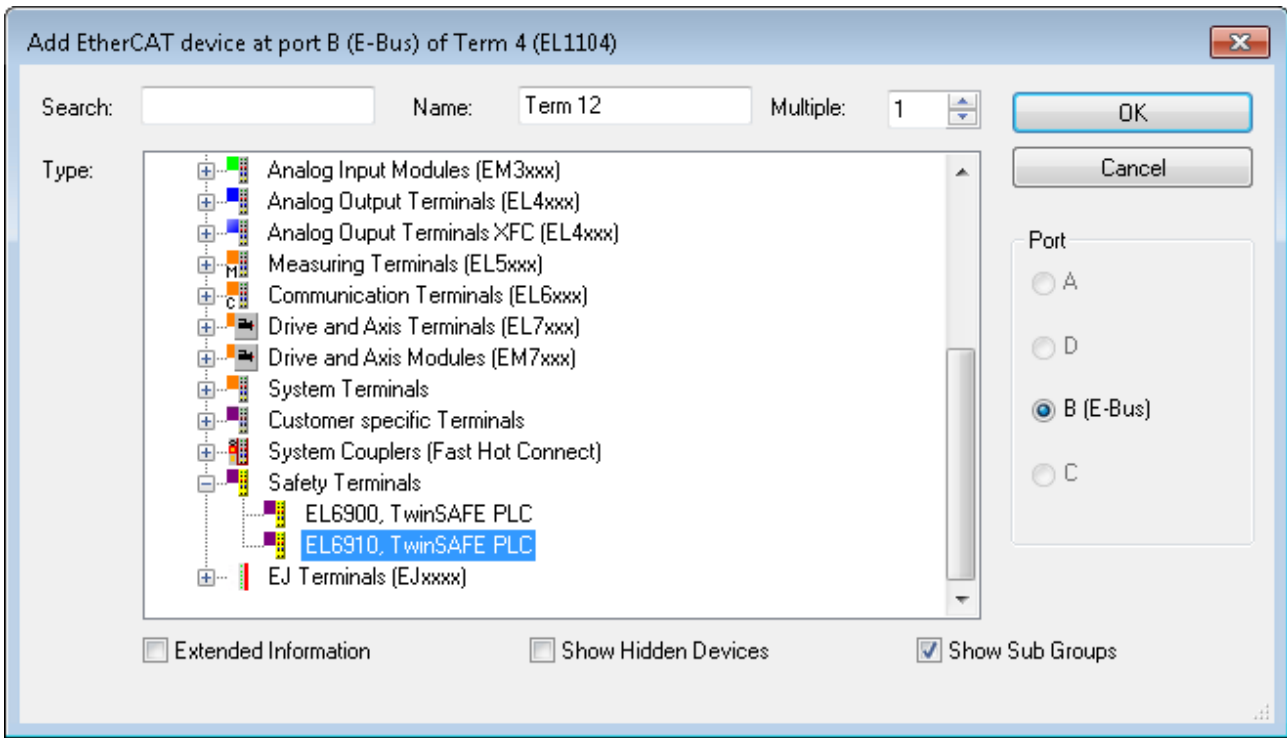 Add EtherCAT device at port B (E-Bus) of Term 4 (EL1104)
Search: Name: Term 12 Multiple: 1 OK
Type: Cancel
Analog Input Modules (EM3xxx)
Analog Output Terminals (EL4xxx)
Analog Ouput Terminals XFC (EL4xxx)
Measuring Terminals (EL5xxx)
Communication Terminals (EL6xxx)
Drive and Axis Terminals (EL7xxx)
Drive and Axis Modules (EM7xxx)
System Terminals
Customer specific Terminals
System Couplers (Fast Hot Connect)
Safety Terminals
EL6900, TwinSAFE PLC
EL6910, TwinSAFE PLC
EJ Terminals (EJxxxx)
Port
A
D
B (E-Bus)
C
Extended Information Show Hidden Devices Show Sub Groups